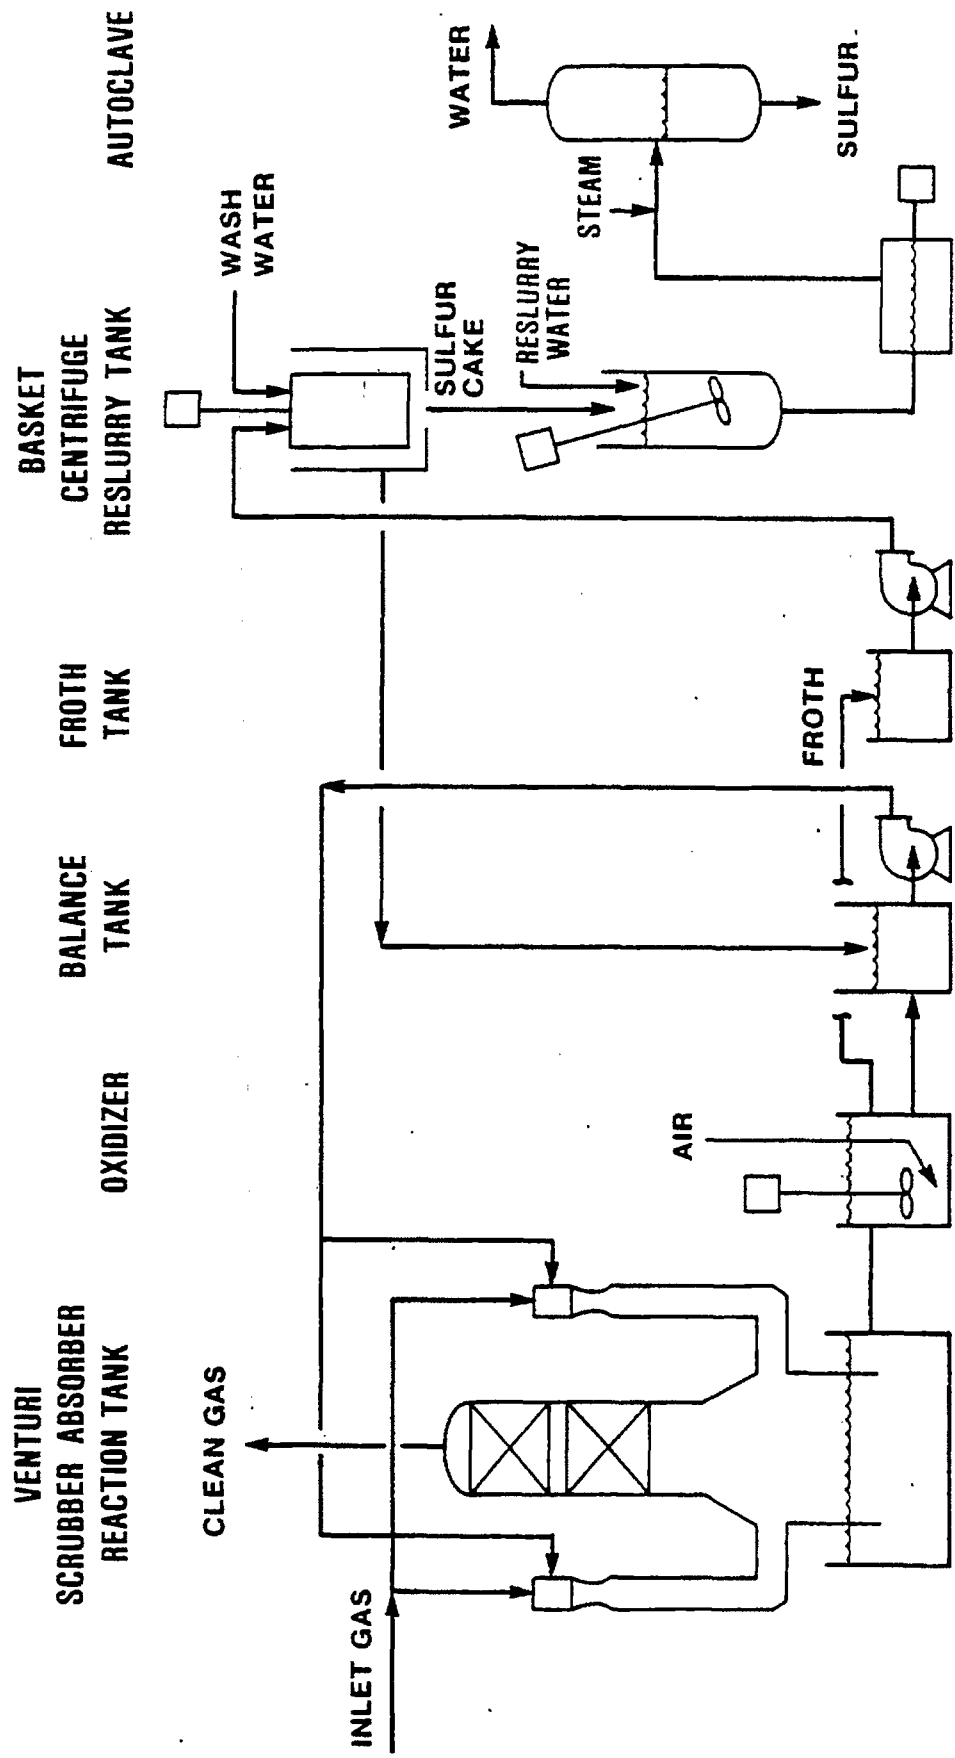 VENTURI
SCRUBBER ABSORBER
REACTION TANK
OXIDIZER
BALANCE
TANK
FROTH
TANK
BASKET
CENTRIFUGE
RESLURRY TANK
AUTOCLAVE
CLEAN GAS
INLET GAS
AIR
FROTH
WASH
WATER
SULFUR
CAKE
RESLURRY
WATER
STEAM
WATER
SULFUR